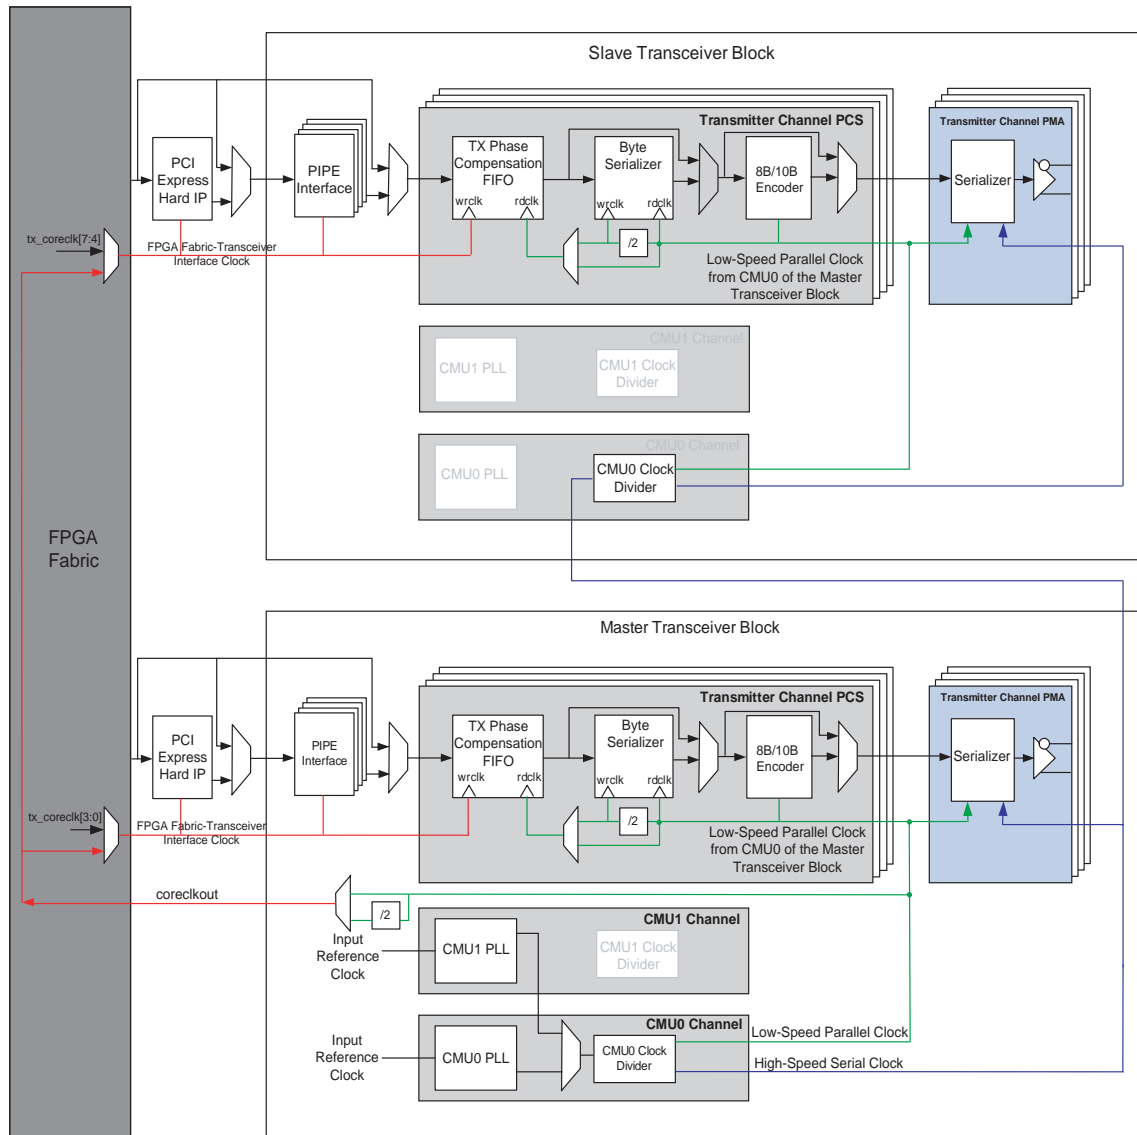 Slave Transceiver Block
Transmitter Channel PCS
Transmitter Channel PMA
PCI
Express
Hard IP
PIPE
Interface
TX Phase
Compensation
FIFO
wrclk
rdclk
Byte
Serializer
wrclk
rdclk
/2
8B/10B
Encoder
Serializer
tx_coreclk[7:4]
FPGA Fabric-Transceiver
Interface Clock
Low-Speed Parallel Clock
from CMU0 of the Master
Transceiver Block
CMU1 Channel
CMU1 PLL
CMU1 Clock
Divider
CMU0 Channel
CMU0 PLL
CMU0 Clock
Divider
FPGA
Fabric
Master Transceiver Block
Transmitter Channel PCS
Transmitter Channel PMA
PCI
Express
Hard IP
PIPE
Interface
TX Phase
Compensation
FIFO
wrclk
rdclk
Byte
Serializer
wrclk
rdclk
/2
8B/10B
Encoder
Serializer
tx_coreclk[3:0]
FPGA Fabric-Transceiver
Interface Clock
Low-Speed Parallel Clock
from CMU0 of the Master
Transceiver Block
coreclkout
/2
Input
Reference
Clock
CMU1 Channel
CMU1 PLL
CMU1 Clock
Divider
Input
Reference
Clock
CMU0 Channel
CMU0 PLL
CMU0 Clock
Divider
Low-Speed Parallel Clock
High-Speed Serial Clock